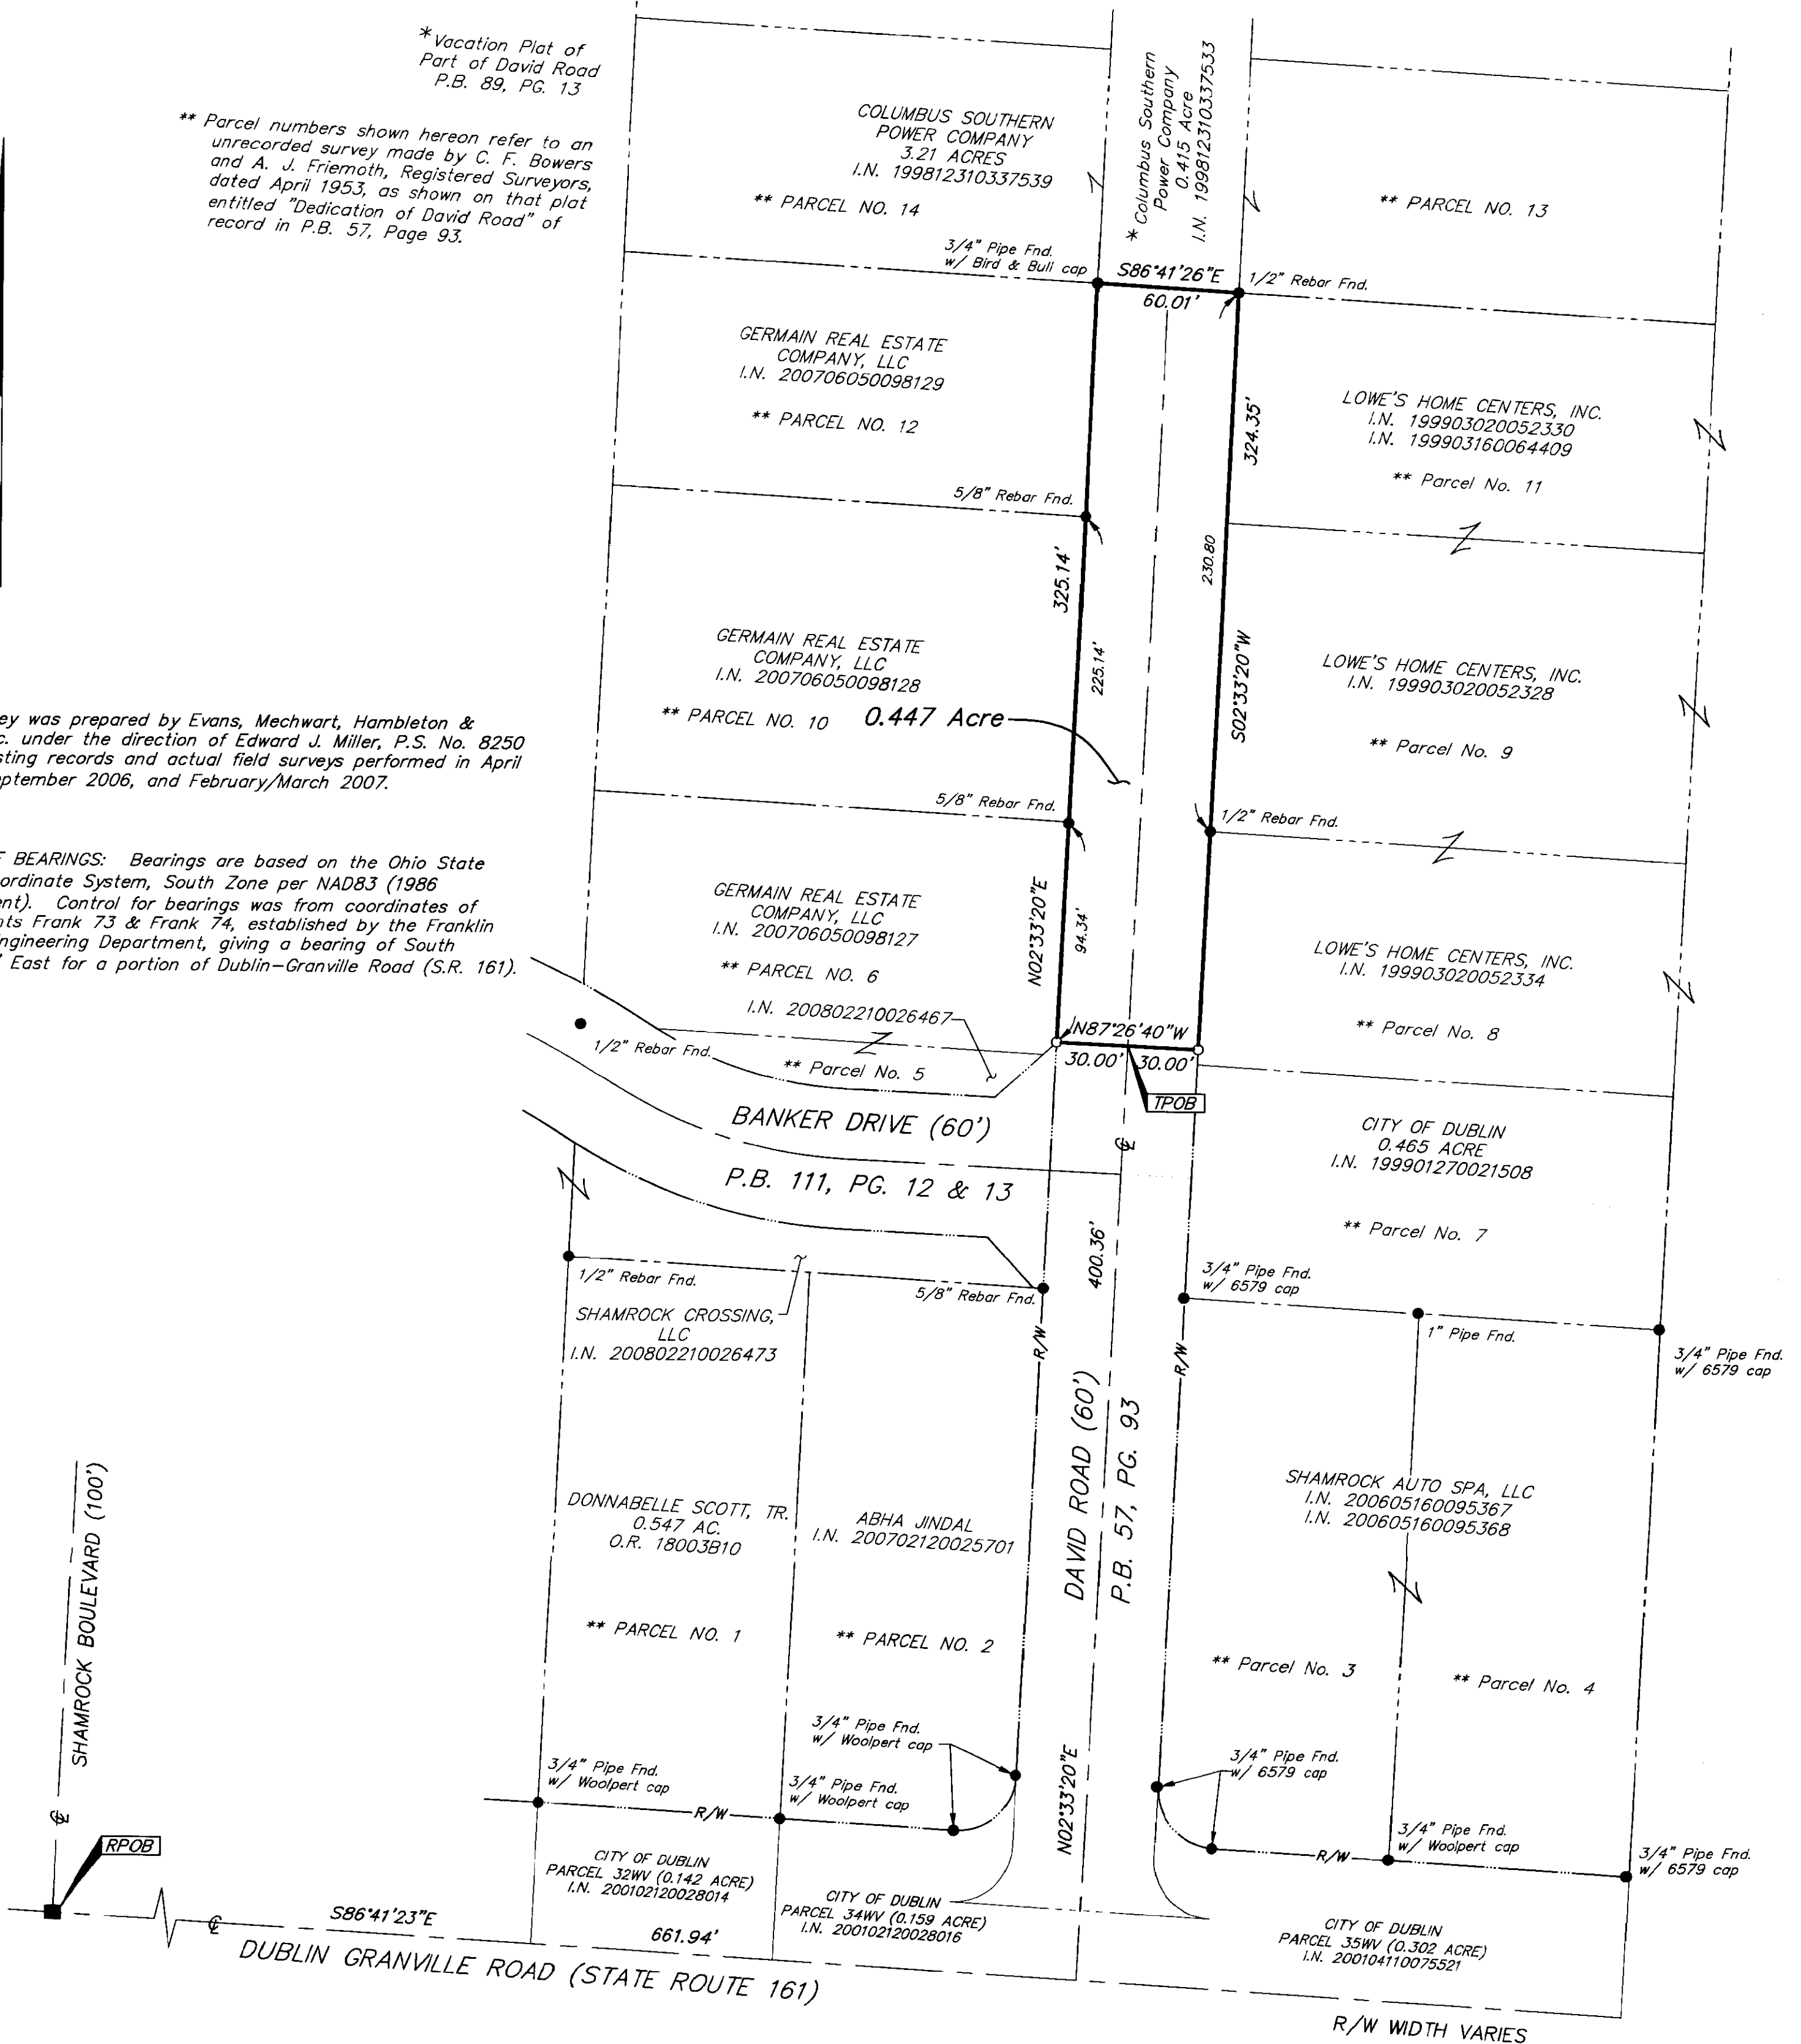 *Vacation Plat of
Part of David Road
P.B. 89, PG. 13
** Parcel numbers shown hereon refer to an
unrecorded survey made by C. F. Bowers
and A. J. Friemoth, Registered Surveyors,
dated April 1953, as shown on that plat
entitled "Dedication of David Road" of
record in P.B. 57, Page 93.
COLUMBUS SOUTHERN
POWER COMPANY
3.21 ACRES
I.N. 199812310337539
** PARCEL NO. 14
*Columbus Southern
Power Company
0.415 Acre
I.N. 199812310337533
** PARCEL NO. 13
3/4" Pipe Fnd.
w/ Bird & Bull cap
S86°41'26"E
60.01'
1/2" Rebar Fnd.
GERMAIN REAL ESTATE
COMPANY, LLC
I.N. 200706050098129
** PARCEL NO. 12
324.35'
LOWE'S HOME CENTERS, INC.
I.N. 199903020052330
I.N. 199903160064409
** Parcel No. 11
5/8" Rebar Fnd.
325.14'
230.80
GERMAIN REAL ESTATE
COMPANY, LLC
I.N. 200706050098128
** PARCEL NO. 10
0.447 Acre
225.14'
S02°33'20"W
LOWE'S HOME CENTERS, INC.
I.N. 199903020052328
** Parcel No. 9
ey was prepared by Evans, Mechwart, Hambleton &
c. under the direction of Edward J. Miller, P.S. No. 8250
sting records and actual field surveys performed in April
ptember 2006, and February/March 2007.
5/8" Rebar Fnd.
1/2" Rebar Fnd.
F BEARINGS: Bearings are based on the Ohio State
ordinate System, South Zone per NAD83 (1986
ent). Control for bearings was from coordinates of
nts Frank 73 & Frank 74, established by the Franklin
ngineering Department, giving a bearing of South
' East for a portion of Dublin-Granville Road (S.R. 161).
GERMAIN REAL ESTATE
COMPANY, LLC
I.N. 200706050098127
** PARCEL NO. 6
I.N. 200802210026467
N02°33'20"E
94.34'
LOWE'S HOME CENTERS, INC.
I.N. 199903020052334
** Parcel No. 8
1/2" Rebar Fnd.
** Parcel No. 5
N87°26'40"W
30.00'
30.00'
TPOB
BANKER DRIVE (60')
P.B. 111, PG. 12 & 13
℄
CITY OF DUBLIN
0.465 ACRE
I.N. 199901270021508
** Parcel No. 7
400.36'
1/2" Rebar Fnd.
5/8" Rebar Fnd.
3/4" Pipe Fnd.
w/ 6579 cap
1" Pipe Fnd.
3/4" Pipe Fnd.
w/ 6579 cap
SHAMROCK CROSSING,
LLC
I.N. 200802210026473
R/W
R/W
DAVID ROAD (60')
P.B. 57, PG. 93
SHAMROCK BOULEVARD (100')
℄
DONNABELLE SCOTT, TR.
0.547 AC.
O.R. 18003B10
** PARCEL NO. 1
ABHA JINDAL
I.N. 200702120025701
** PARCEL NO. 2
SHAMROCK AUTO SPA, LLC
I.N. 200605160095367
I.N. 200605160095368
** Parcel No. 3
** Parcel No. 4
3/4" Pipe Fnd.
w/ Woolpert cap
3/4" Pipe Fnd.
w/ Woolpert cap
3/4" Pipe Fnd.
w/ Woolpert cap
N02°33'20"E
3/4" Pipe Fnd.
w/ 6579 cap
3/4" Pipe Fnd.
w/ Woolpert cap
3/4" Pipe Fnd.
w/ 6579 cap
R/W
R/W
RPOB
CITY OF DUBLIN
PARCEL 32WV (0.142 ACRE)
I.N. 200102120028014
CITY OF DUBLIN
PARCEL 34WV (0.159 ACRE)
I.N. 200102120028016
CITY OF DUBLIN
PARCEL 35WV (0.302 ACRE)
I.N. 200104110075521
℄
S86°41'23"E
661.94'
DUBLIN GRANVILLE ROAD (STATE ROUTE 161)
R/W WIDTH VARIES